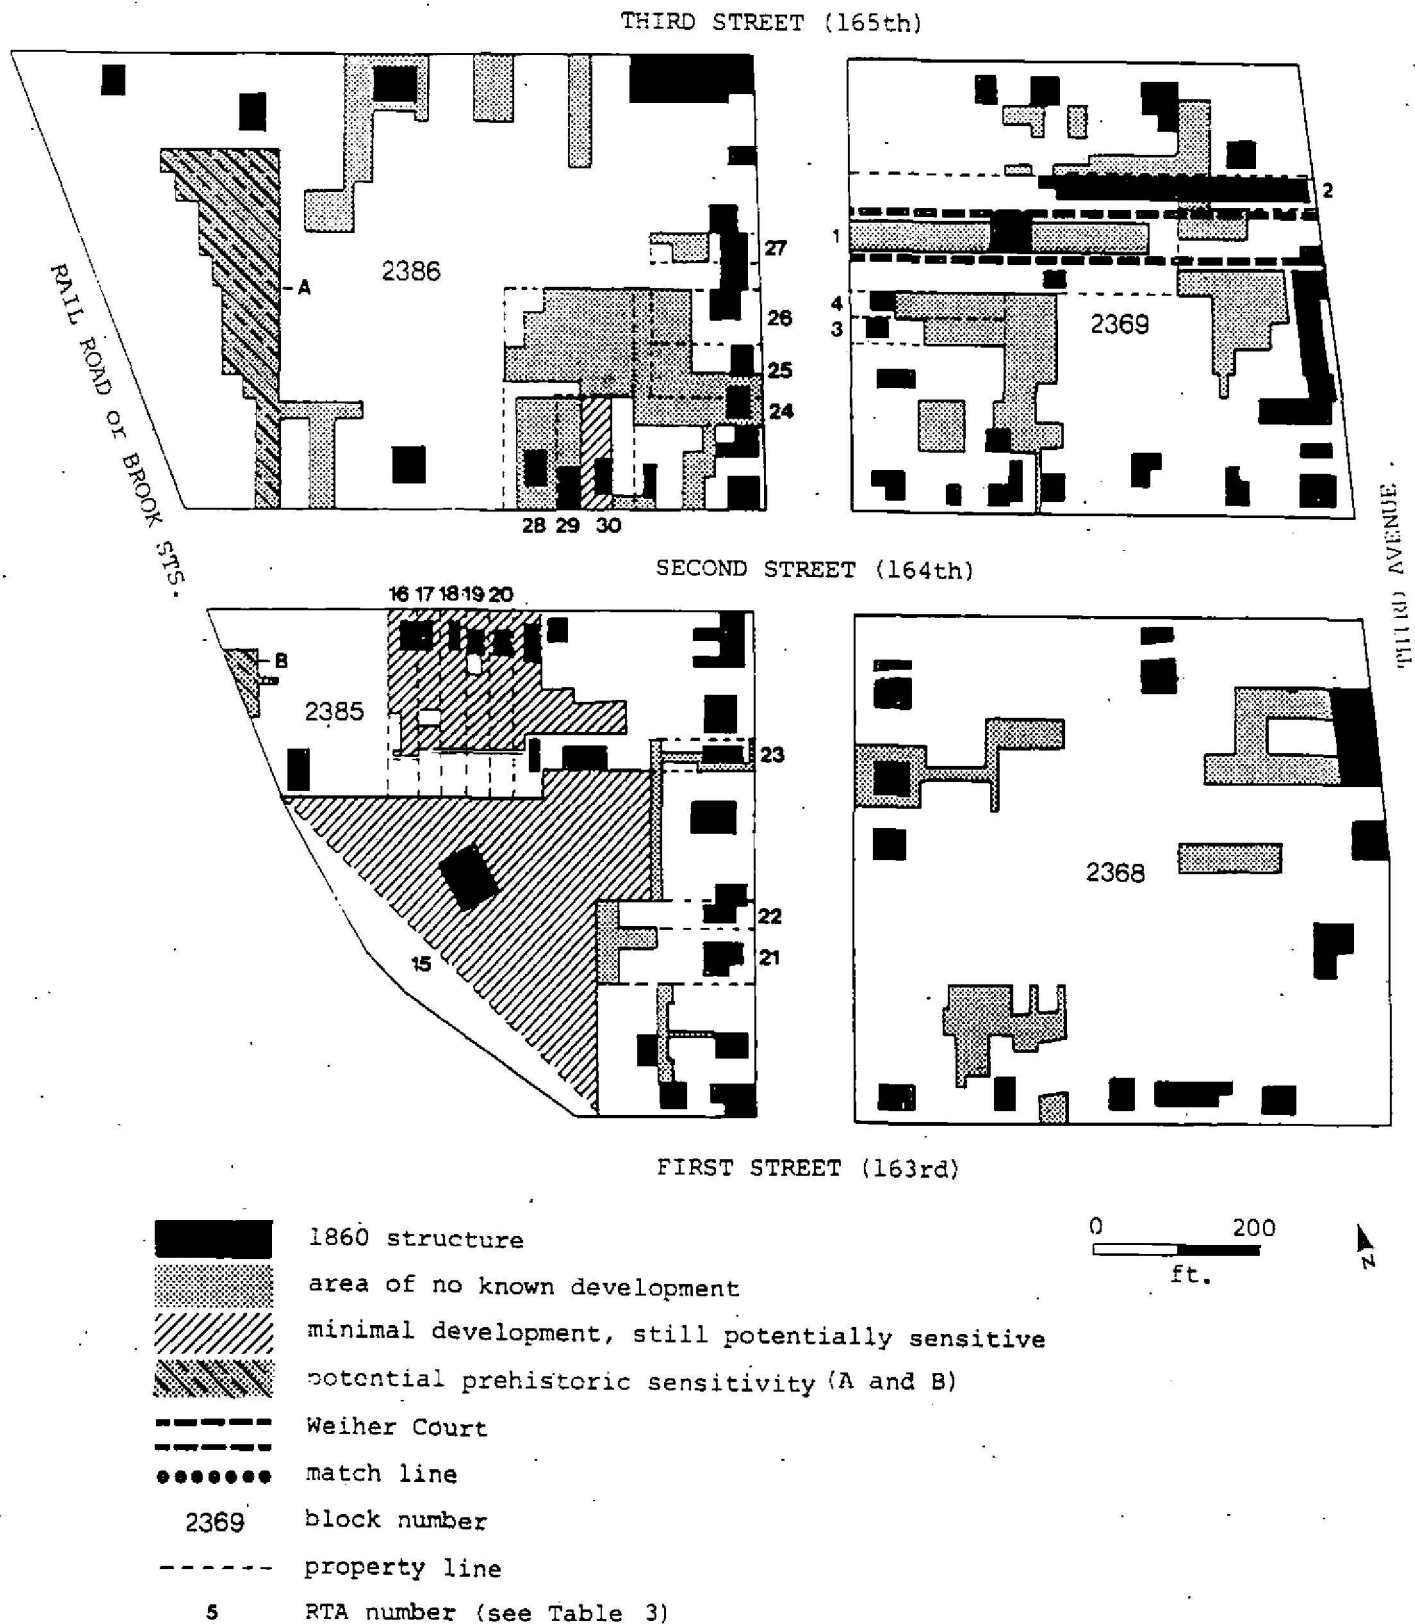 THIRD STREET (165th)
2386
A
27
26
25
24
28 29 30
2
1
4
3
2369
RAIL ROAD or BROOK STS.
THIRD AVENUE
SECOND STREET (164th)
16 17 18 19 20
B
2385
23
22
21
15
2368
FIRST STREET (163rd)
0 200
ft.
N
1860 structure
area of no known development
minimal development, still potentially sensitive
potential prehistoric sensitivity (A and B)
Weiher Court
match line
2369 block number
property line
5 RTA number (see Table 3)